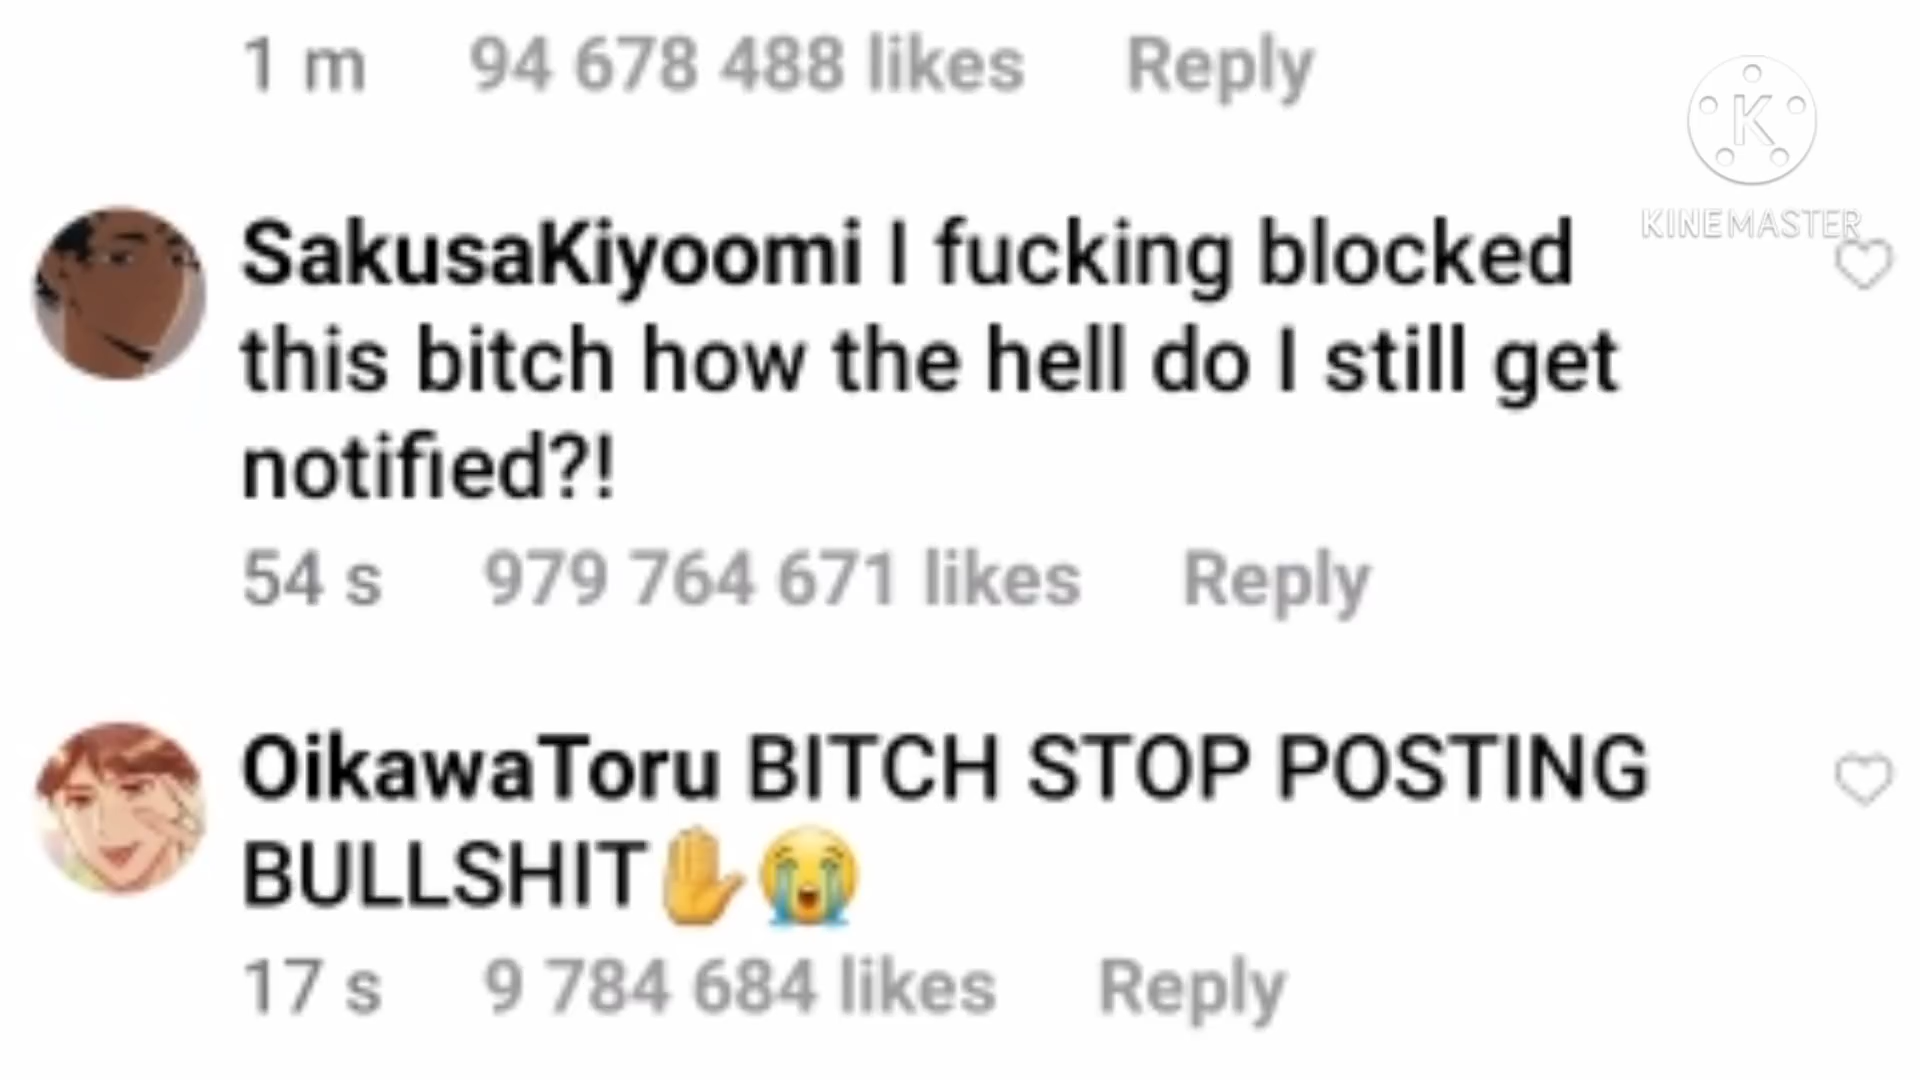 1 m 94 678 488 likes Reply
K
KINEMASTER
SakusaKiyoomi I fucking blocked
this bitch how the hell do I still get
notified?!
54 s 979 764 671 likes Reply
OikawaToru BITCH STOP POSTING
BULLSHIT✋😭
17 s 9 784 684 likes Reply